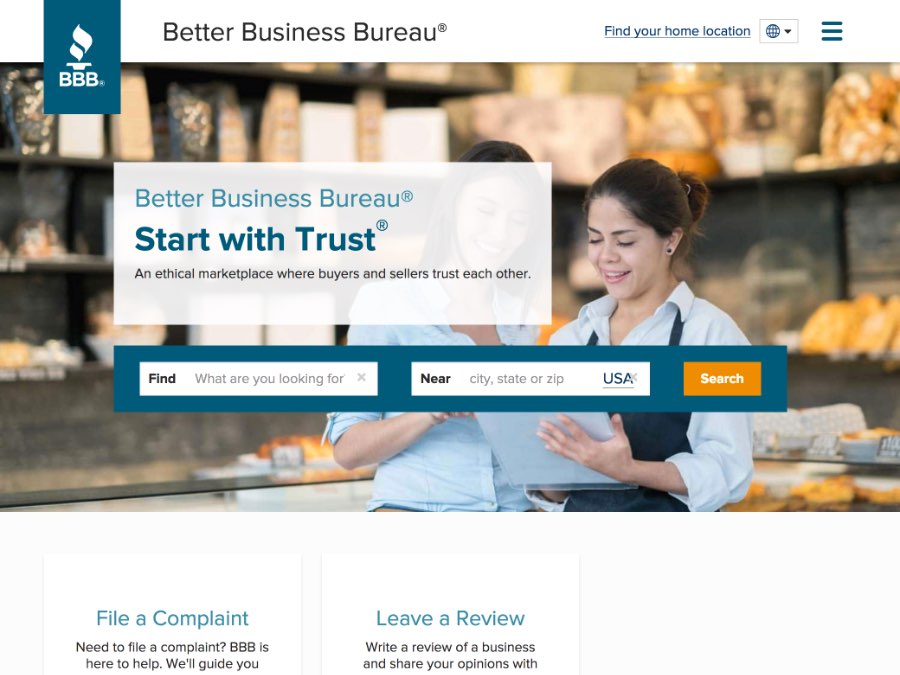 Better Business Bureau®
Find your home location
BBB®
Better Business Bureau®
Start with Trust®
An ethical marketplace where buyers and sellers trust each other.
Find What are you looking for
Near city, state or zip USA
Search
File a Complaint
Need to file a complaint? BBB is
here to help. We'll guide you
Leave a Review
Write a review of a business
and share your opinions with